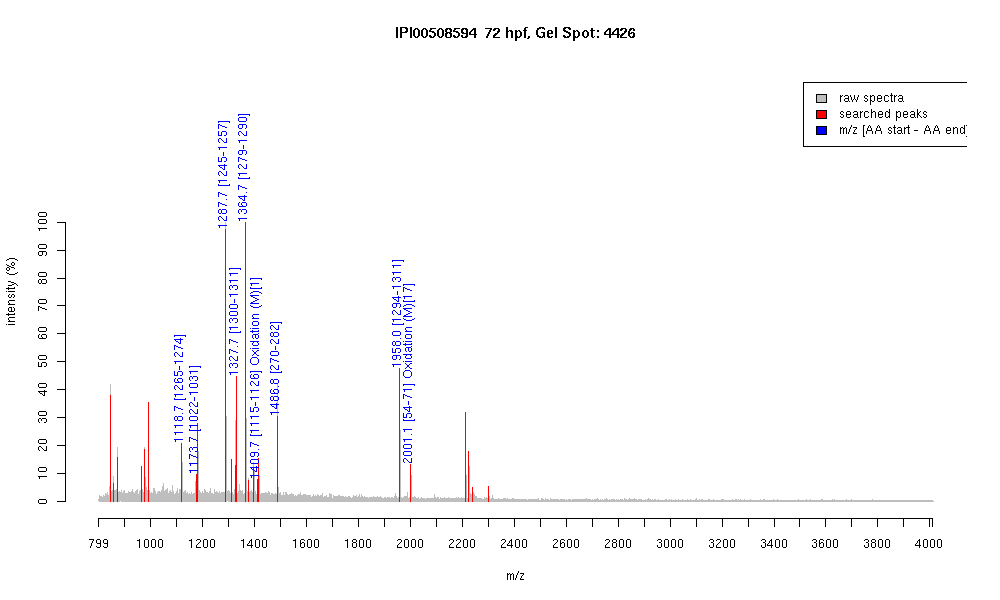 IPI00508594 72 hpf, Gel Spot: 4426
raw spectra
searched peaks
m/z [AA start - AA end]
intensity (%)
0
10
20
30
40
50
60
70
80
90
100
1118.7 [1265-1274]
1173.7 [1022-1031]
1287.7 [1245-1257]
1327.7 [1300-1311]
1364.7 [1279-1290]
1409.7 [1115-1126] Oxidation (M)[1]
1486.8 [270-282]
1958.0 [1294-1311]
2001.1 [54-71] Oxidation (M)[17]
799 1000 1200 1400 1600 1800 2000 2200 2400 2600 2800 3000 3200 3400 3600 3800 4000
m/z